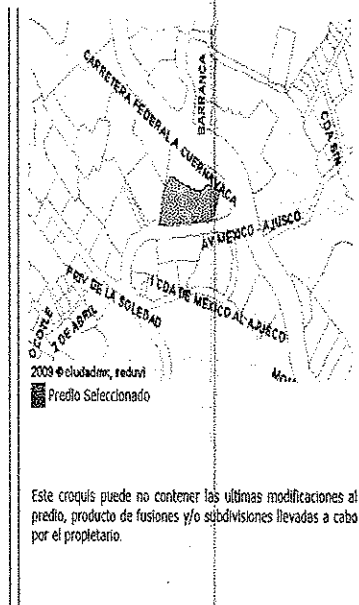 CARRETERA FEDERAL A CUERNAVACA
BARRANCA
CDA SIN
AV MEXICO - AJUSCO
1 CDA DE MEXICO AL AJUSCO
PRIV DE LA SOLEDAD
7 DE ABRIL
OCOTLE
2009 ©ciudadmx, seduvi
Predio Seleccionado
Este croquis puede no contener las ultimas modificaciones al
predio, producto de fusiones y/o subdivisiones llevadas a cabo
por el propietario.